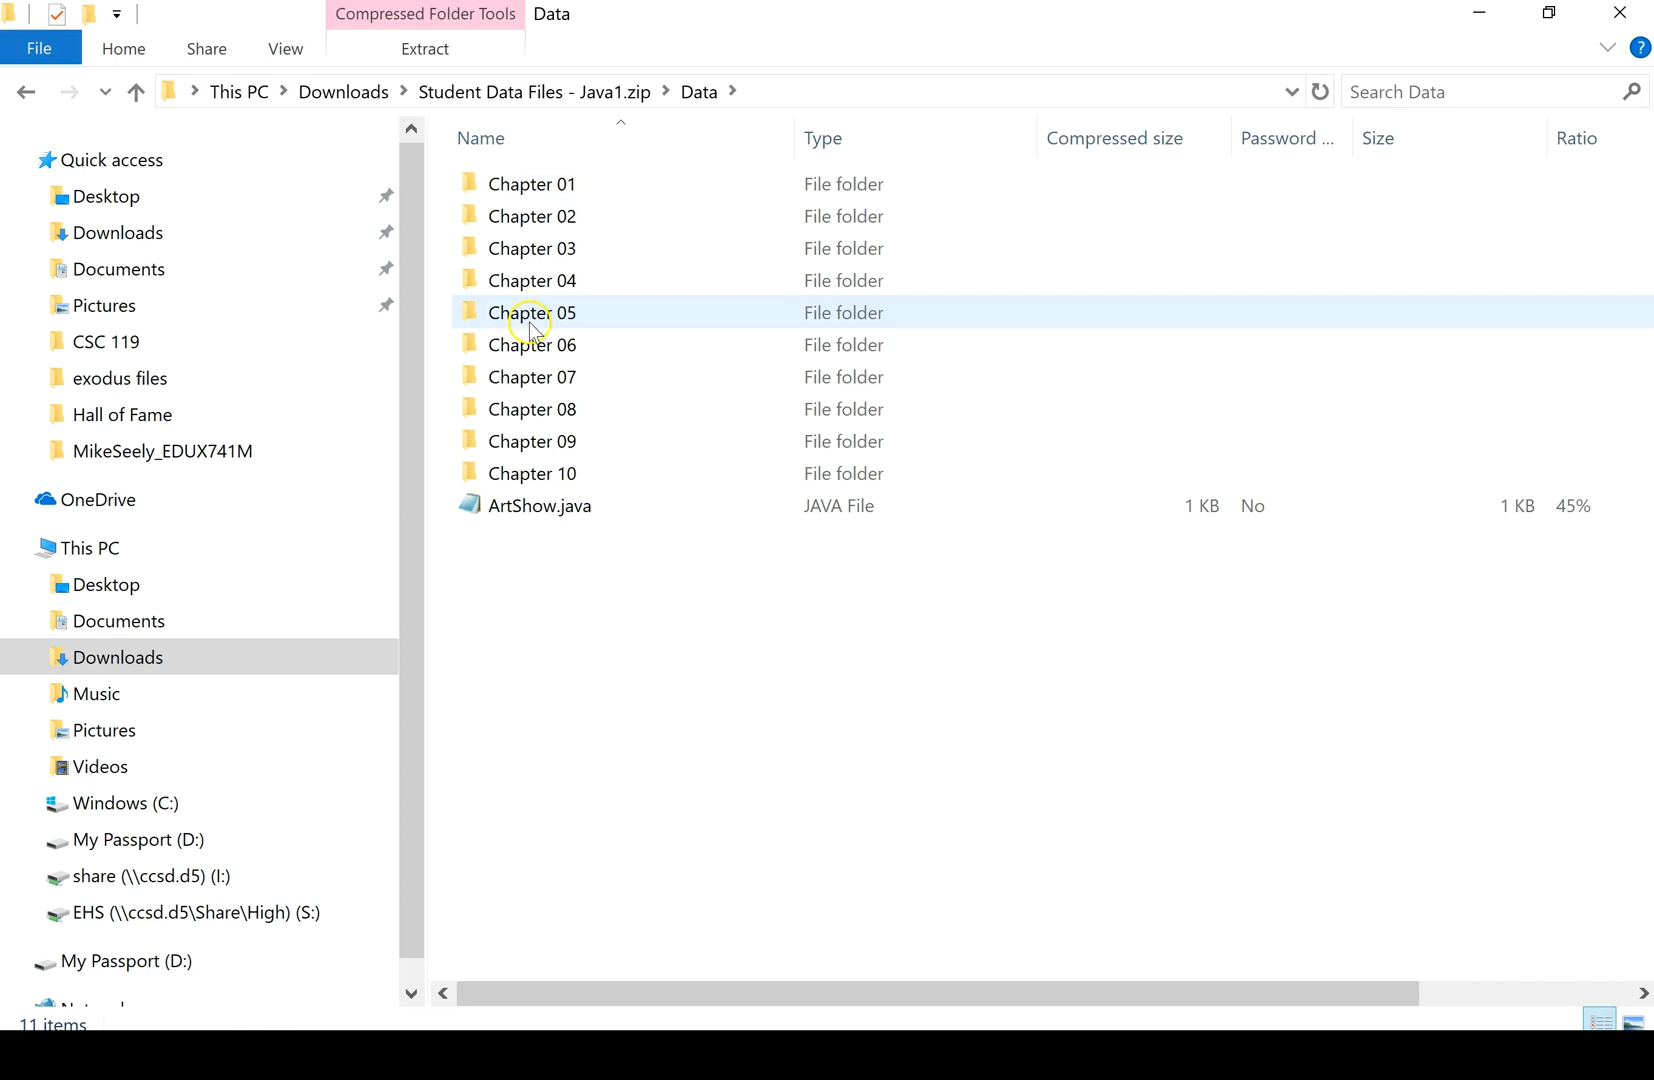 Compressed Folder Tools Data
File Home Share View Extract ?
This PC Downloads Student Data Files - Java1.zip Data Search Data
Name Type Compressed size Password ... Size Ratio
Quick access
Desktop
Downloads
Documents
Pictures
CSC 119
exodus files
Hall of Fame
MikeSeely_EDUX741M
OneDrive
This PC
Desktop
Documents
Downloads
Music
Pictures
Videos
Windows (C:)
My Passport (D:)
share (\\ccsd.d5) (I:)
EHS (\\ccsd.d5\Share\High) (S:)
My Passport (D:)
Chapter 01 File folder
Chapter 02 File folder
Chapter 03 File folder
Chapter 04 File folder
Chapter 05 File folder
Chapter 06 File folder
Chapter 07 File folder
Chapter 08 File folder
Chapter 09 File folder
Chapter 10 File folder
ArtShow.java JAVA File 1 KB No 1 KB 45%
11 items